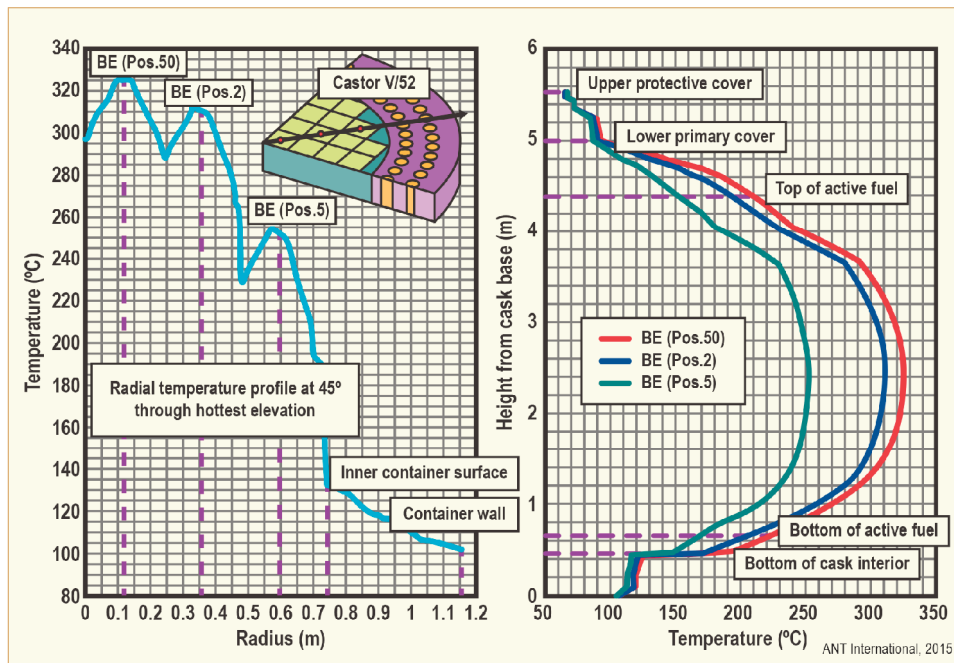 340
320
300
280
260
240
220
200
180
160
140
120
100
80
Temperature (ºC)
BE (Pos.50)
BE (Pos.2)
Castor V/52
BE (Pos.5)
Radial temperature profile at 45º
through hottest elevation
Inner container surface
Container wall
0 0.1 0.2 0.3 0.4 0.5 0.6 0.7 0.8 0.9 1 1.1 1.2
Radius (m)
6
5
4
3
2
1
0
Height from cask base (m)
Upper protective cover
Lower primary cover
Top of active fuel
BE (Pos.50)
BE (Pos.2)
BE (Pos.5)
Bottom of active fuel
Bottom of cask interior
50 100 150 200 250 300 350
Temperature (ºC)
ANT International, 2015